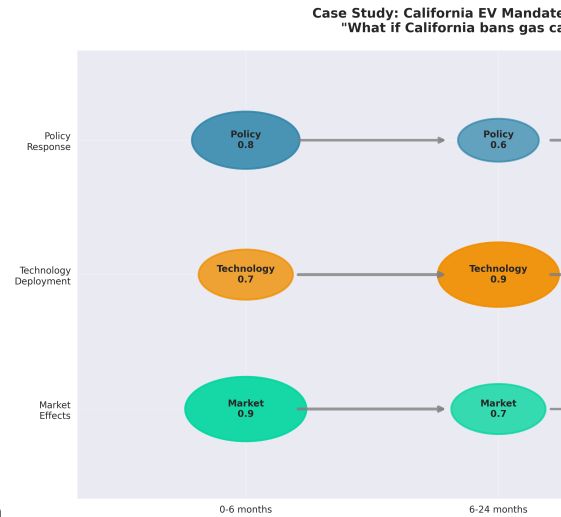 Case Study: California EV Mandate
"What if California bans gas
Policy
Response
Policy
0.8
Policy
0.6
Technology
Deployment
Technology
0.7
Technology
0.9
Market
Effects
Market
0.9
Market
0.7
0-6 months
6-24 months